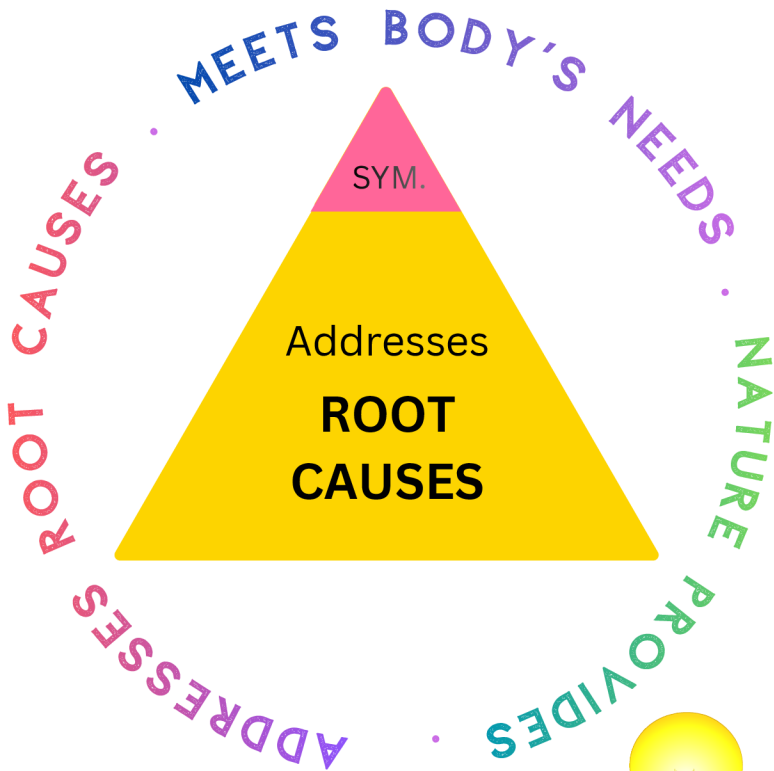 MEETS BODY'S NEEDS • NATURE PROVIDES • ADDRESSES ROOT CAUSES •
SYM.
Addresses
ROOT
CAUSES